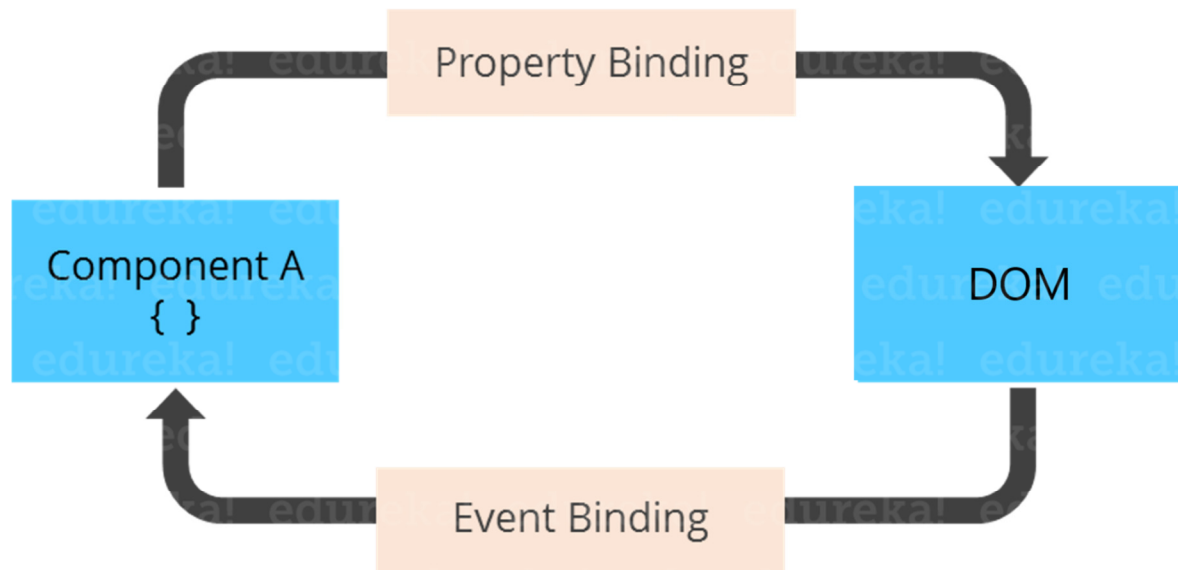 Property Binding
Component A
{ }
DOM
Event Binding
edureka!